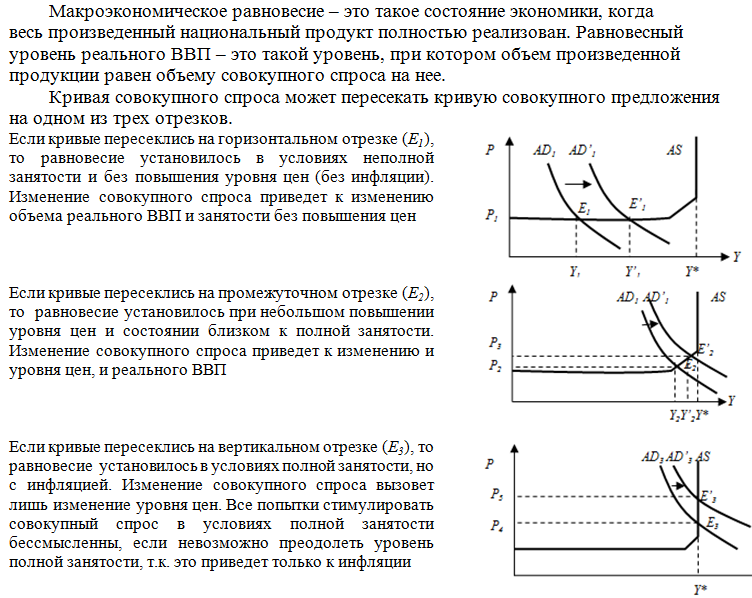 Макроэкономическое равновесие – это такое состояние экономики, когда
весь произведенный национальный продукт полностью реализован. Равновесный
уровень реального ВВП – это такой уровень, при котором объем произведенной
продукции равен объему совокупного спроса на нее.
Кривая совокупного спроса может пересекать кривую совокупного предложения
на одном из трех отрезков.
Если кривые пересеклись на горизонтальном отрезке (E1),
то равновесие установилось в условиях неполной
занятости и без повышения уровня цен (без инфляции).
Изменение совокупного спроса приведет к изменению
объема реального ВВП и занятости без повышения цен
P AD1 AD'1 AS
P1 E1 E'1
Y
Y1 Y'1 Y*
Если кривые пересеклись на промежуточном отрезке (E2),
то равновесие установилось при небольшом повышении
уровня цен и состоянии близком к полной занятости.
Изменение совокупного спроса приведет к изменению и
уровня цен, и реального ВВП
P AD1 AD'1 AS
P3 E'2
P2 E2
Y
Y2Y'2Y*
Если кривые пересеклись на вертикальном отрезке (E3), то
равновесие установилось в условиях полной занятости, но
с инфляцией. Изменение совокупного спроса вызовет
лишь изменение уровня цен. Все попытки стимулировать
совокупный спрос в условиях полной занятости
бессмысленны, если невозможно преодолеть уровень
полной занятости, т.к. это приведет только к инфляции
P AD3 AD'3 AS
P5 E'3
P4 E3
Y*